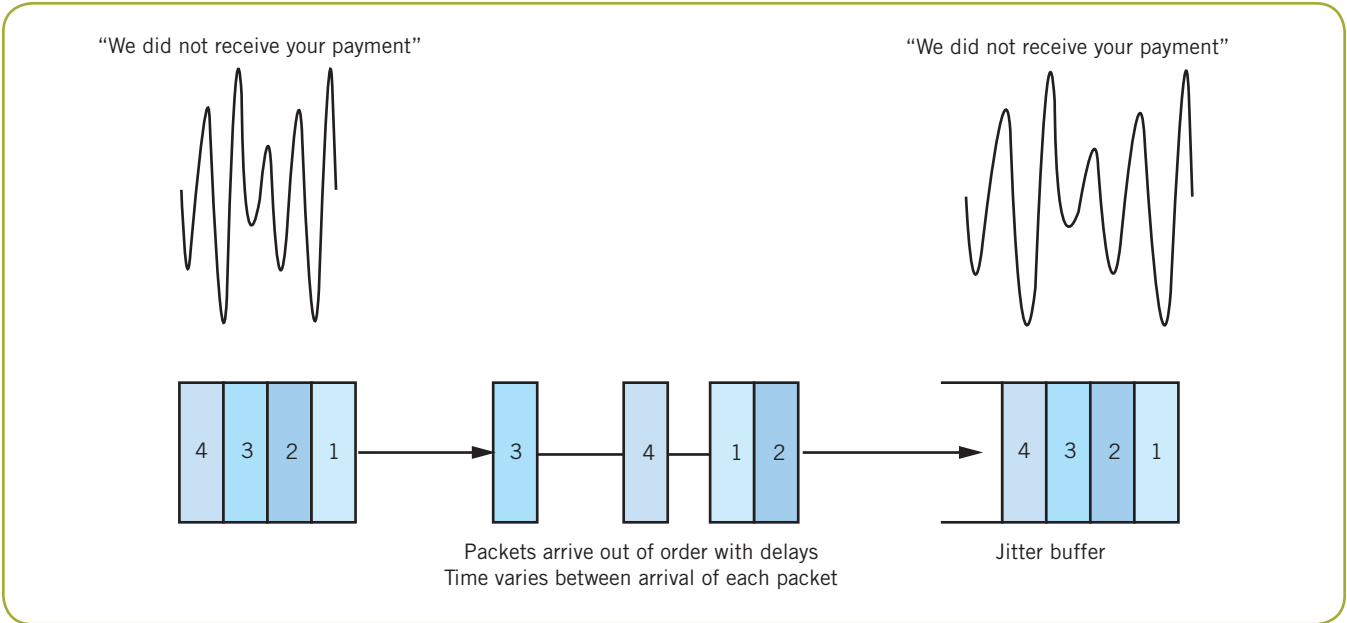 “We did not receive your payment”
“We did not receive your payment”
4 3 2 1
3
4
1 2
4 3 2 1
Packets arrive out of order with delays
Time varies between arrival of each packet
Jitter buffer